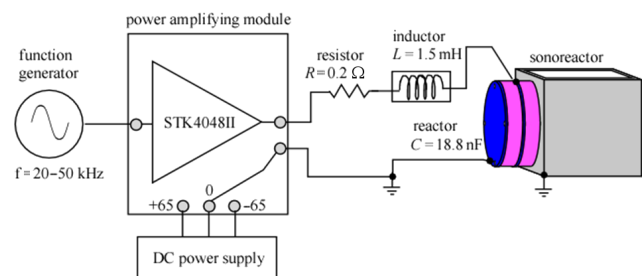 power amplifying module
function
generator
f=20–50 kHz
STK4048II
+65
0
–65
DC power supply
resistor
R=0.2 Ω
inductor
L=1.5 mH
reactor
C=18.8 nF
sonoreactor